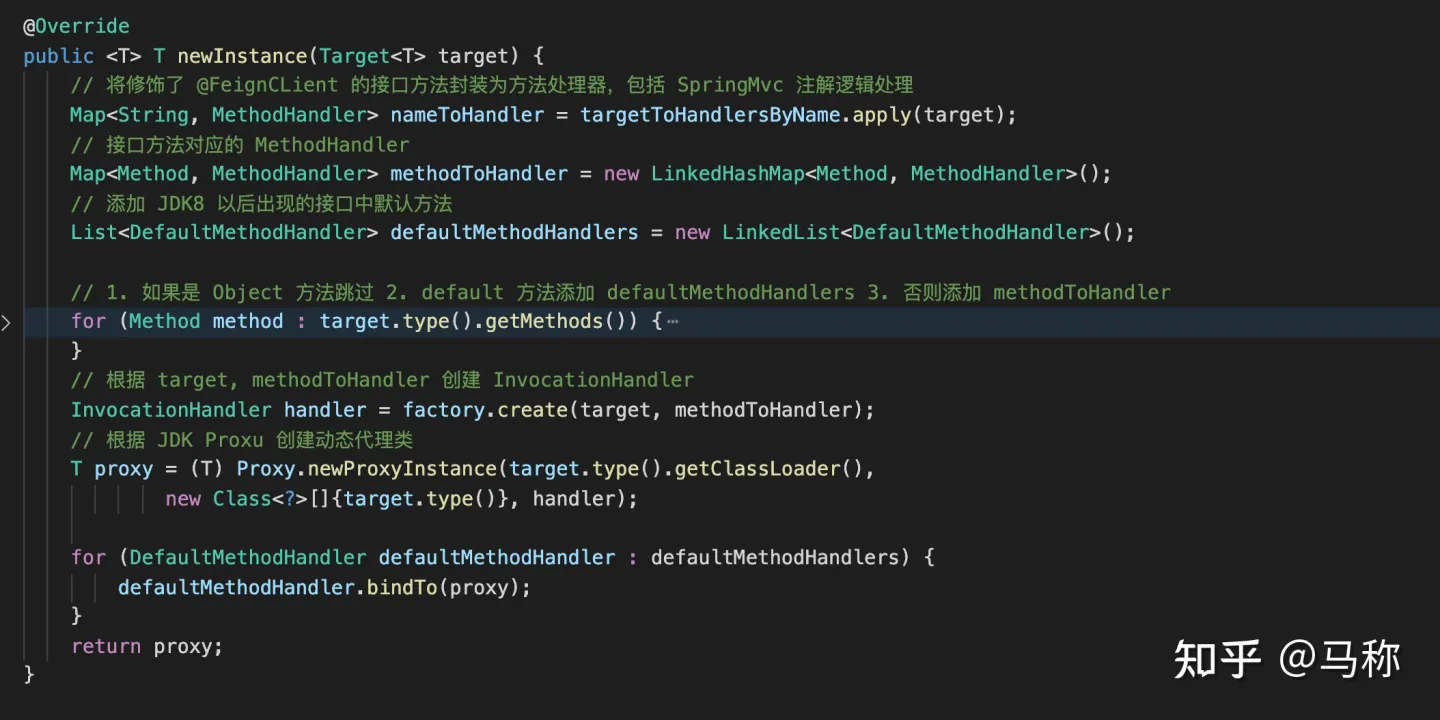 @Override
public <T> T newInstance(Target<T> target) {
// 将修饰了 @FeignCLient 的接口方法封装为方法处理器，包括 SpringMvc 注解逻辑处理
Map<String, MethodHandler> nameToHandler = targetToHandlersByName.apply(target);
// 接口方法对应的 MethodHandler
Map<Method, MethodHandler> methodToHandler = new LinkedHashMap<Method, MethodHandler>();
// 添加 JDK8 以后出现的接口中默认方法
List<DefaultMethodHandler> defaultMethodHandlers = new LinkedList<DefaultMethodHandler>();
// 1. 如果是 Object 方法跳过 2. default 方法添加 defaultMethodHandlers 3. 否则添加 methodToHandler
for (Method method : target.type().getMethods()) {⋯
}
// 根据 target, methodToHandler 创建 InvocationHandler
InvocationHandler handler = factory.create(target, methodToHandler);
// 根据 JDK Proxu 创建动态代理类
T proxy = (T) Proxy.newProxyInstance(target.type().getClassLoader(),
new Class<?>[]{target.type()}, handler);
for (DefaultMethodHandler defaultMethodHandler : defaultMethodHandlers) {
defaultMethodHandler.bindTo(proxy);
}
return proxy;
}
知乎 @马称